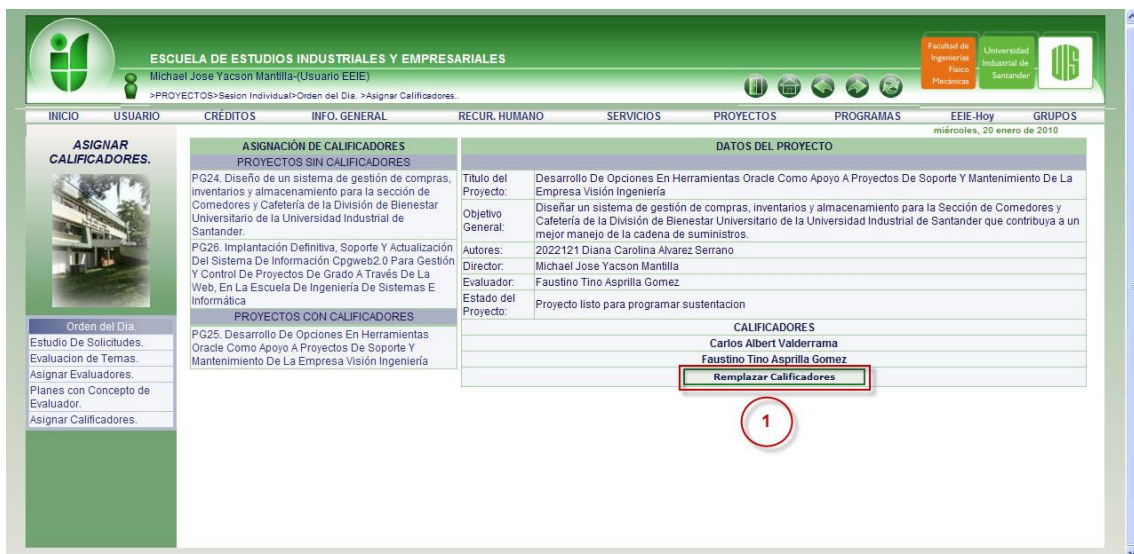 ESCUELA DE ESTUDIOS INDUSTRIALES Y EMPRESARIALES
Michael Jose Yacson Mantilla-(Usuario EEIE)
>PROYECTOS>Sesion Individual>Orden del Dia. >Asignar Calificadores..
Facultad de
Ingenierías
Físico
Mecánicas
Universidad
Industrial de
Santander
UIS
INICIO USUARIO CRÉDITOS INFO. GENERAL RECUR. HUMANO SERVICIOS PROYECTOS PROGRAMAS EEIE-Hoy GRUPOS
miércoles, 20 enero de 2010
ASIGNAR
CALIFICADORES.
Orden del Dia.
Estudio De Solicitudes.
Evaluacion de Temas.
Asignar Evaluadores.
Planes con Concepto de
Evaluador.
Asignar Calificadores.
ASIGNACIÓN DE CALIFICADORES
PROYECTOS SIN CALIFICADORES
PG24. Diseño de un sistema de gestión de compras,
inventarios y almacenamiento para la sección de
Comedores y Cafetería de la División de Bienestar
Universitario de la Universidad Industrial de
Santander.
PG26. Implantación Definitiva, Soporte Y Actualización
Del Sistema De Información Cpgweb2.0 Para Gestión
Y Control De Proyectos De Grado A Través De La
Web, En La Escuela De Ingeniería De Sistemas E
Informática
PROYECTOS CON CALIFICADORES
PG25. Desarrollo De Opciones En Herramientas
Oracle Como Apoyo A Proyectos De Soporte Y
Mantenimiento De La Empresa Visión Ingeniería
DATOS DEL PROYECTO
Titulo del Proyecto: Desarrollo De Opciones En Herramientas Oracle Como Apoyo A Proyectos De Soporte Y Mantenimiento De La
Empresa Visión Ingeniería
Objetivo General: Diseñar un sistema de gestión de compras, inventarios y almacenamiento para la Sección de Comedores y
Cafetería de la División de Bienestar Universitario de la Universidad Industrial de Santander que contribuya a un
mejor manejo de la cadena de suministros.
Autores: 2022121 Diana Carolina Alvarez Serrano
Director: Michael Jose Yacson Mantilla
Evaluador: Faustino Tino Asprilla Gomez
Estado del Proyecto: Proyecto listo para programar sustentacion
CALIFICADORES
Carlos Albert Valderrama
Faustino Tino Asprilla Gomez
Remplazar Calificadores
1